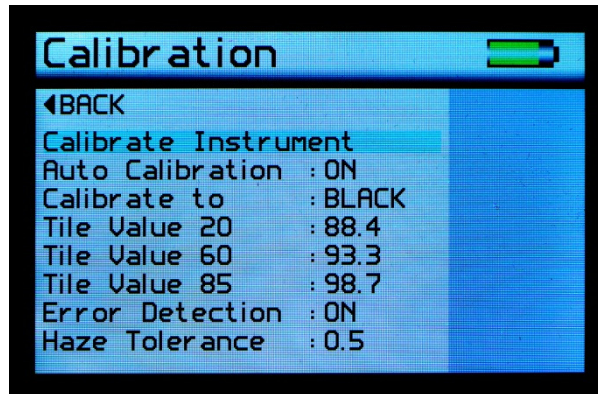 Calibration
◀BACK
Calibrate Instrument
Auto Calibration : ON
Calibrate to : BLACK
Tile Value 20 : 88.4
Tile Value 60 : 93.3
Tile Value 85 : 98.7
Error Detection : ON
Haze Tolerance : 0.5